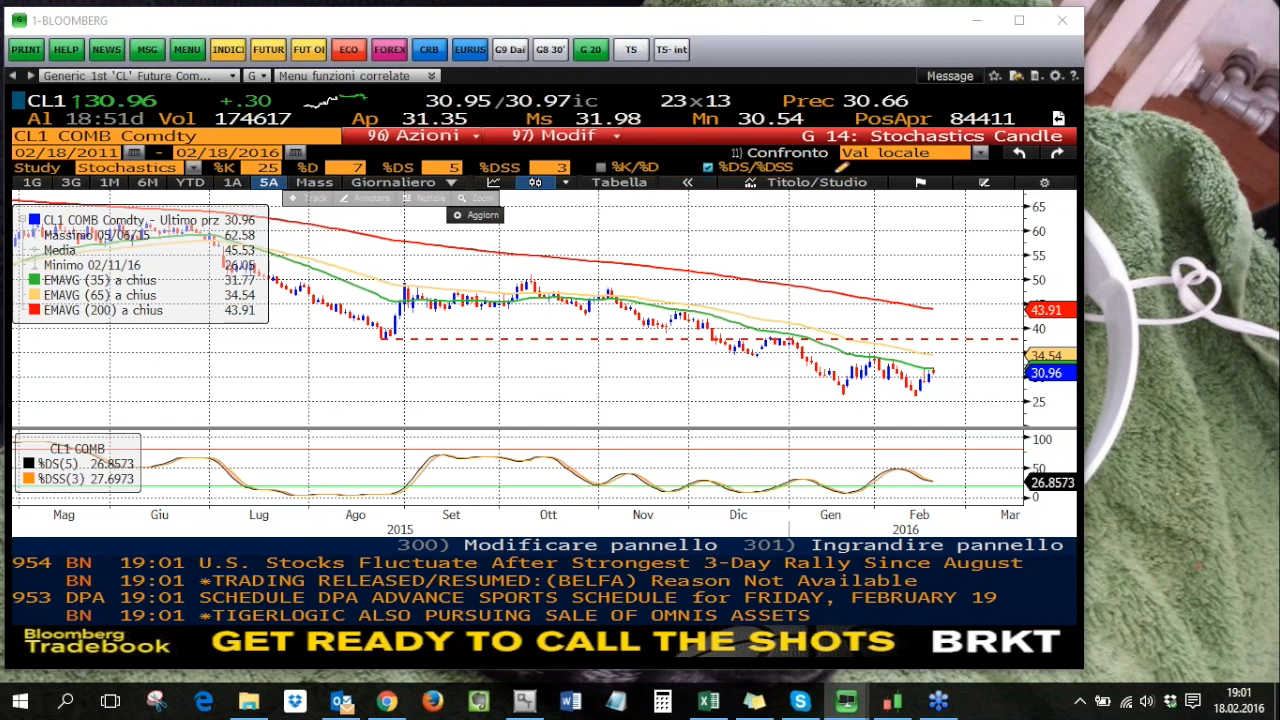 1-BLOOMBERG
PRINT HELP NEWS MSG MENU INDICI FUTUR FUT OI ECO FOREX CRB EURUS G9 Dai G8 30' G 20 TS T5- int
Generic 1st 'CL' Future Com... G Menu funzioni correlate Message
CL1 ↑30.96 +.30 30.95/30.97ic 23x13 Prec 30.66
Al 18:51d Vol 174617 Ap 31.35 Ms 31.98 Mn 30.54 PosApr 84411
CL1 COMB Comdty 96) Azioni 97) Modif G 14: Stochastics Candle
02/18/2011 - 02/18/2016 11) Confronto Val locale
Study Stochastics %K 25 %D 7 %DS 5 %DSS 3 %K/%D %DS/%DSS
1G 3G 1M 6M YTD 1A 5A Mass Giornaliero Tabella « Titolo/Studio
Track Annotare Notizie Zoom
Aggiorn
CL1 COMB Comdty - Ultimo prz 30.96
Massimo 05/06/15 62.58
Media 45.53
Minimo 02/11/16 26.05
EMAVG (35) a chius 31.77
EMAVG (65) a chius 34.54
EMAVG (200) a chius 43.91
65
60
55
50
43.91
40
34.54
30.96
25
CL1 COMB
%DS(5) 26.8573
%DSS(3) 27.6973
100
50
26.8573
0
Mag Giu Lug Ago Set Ott Nov Dic Gen Feb Mar
2015 2016
300) Modificare pannello 301) Ingrandire pannello
954 BN 19:01 U.S. Stocks Fluctuate After Strongest 3-Day Rally Since August
BN 19:01 *TRADING RELEASED/RESUMED:(BELFA) Reason Not Available
953 DPA 19:01 SCHEDULE DPA ADVANCE SPORTS SCHEDULE for FRIDAY, FEBRUARY 19
BN 19:01 *TIGERLOGIC ALSO PURSUING SALE OF OMNIS ASSETS
Bloomberg
Tradebook GET READY TO CALL THE SHOTS BRKT
19:01
18.02.2016